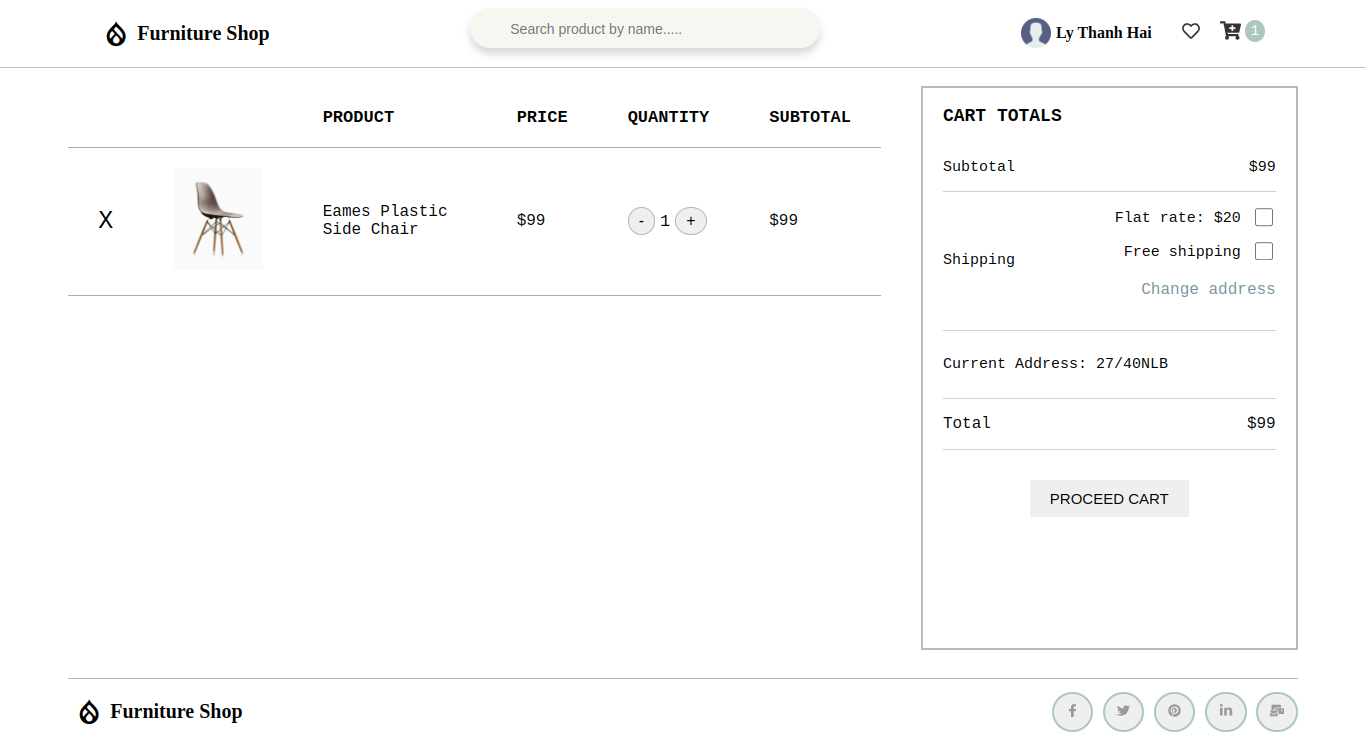 Furniture Shop
Search product by name.....
Ly Thanh Hai
1
PRODUCT PRICE QUANTITY SUBTOTAL
X
Eames Plastic
Side Chair
$99
- 1 +
$99
CART TOTALS
Subtotal $99
Shipping
Flat rate: $20
Free shipping
Change address
Current Address: 27/40NLB
Total $99
PROCEED CART
Furniture Shop